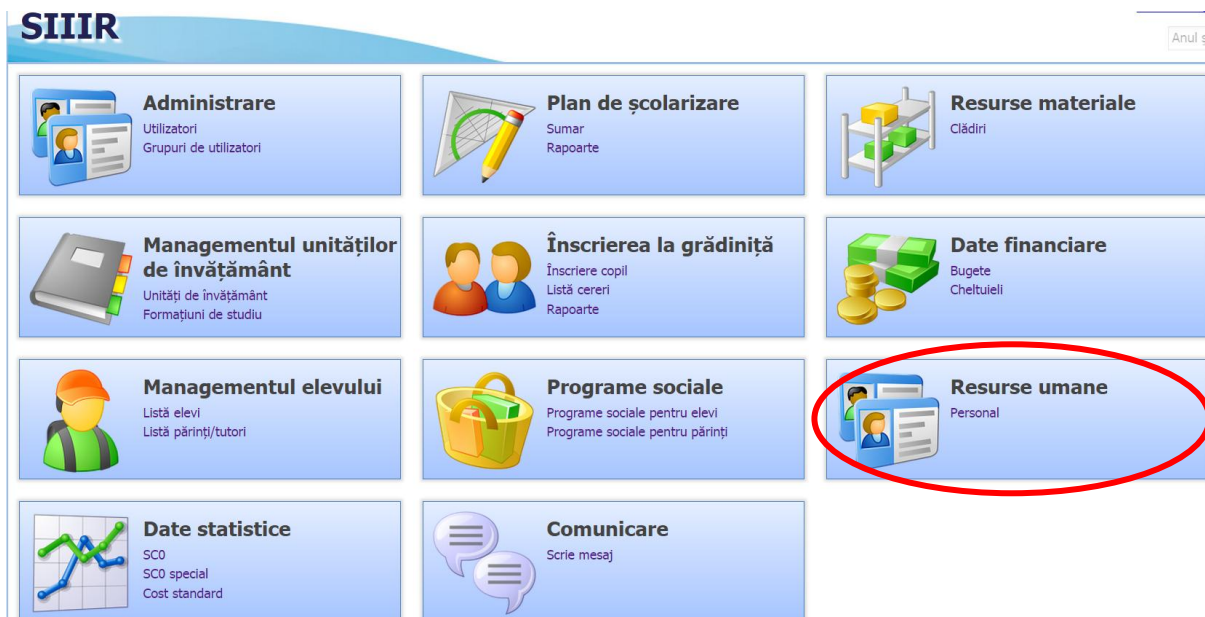 SIIIR
Anul ș
Administrare
Utilizatori
Grupuri de utilizatori
Plan de școlarizare
Sumar
Rapoarte
Resurse materiale
Clădiri
Managementul unităților
de învățământ
Unități de învățământ
Formațiuni de studiu
Înscrierea la grădiniță
Înscriere copil
Listă cereri
Rapoarte
Date financiare
Bugete
Cheltuieli
Managementul elevului
Listă elevi
Listă părinți/tutori
Programe sociale
Programe sociale pentru elevi
Programe sociale pentru părinți
Resurse umane
Personal
Date statistice
SC0
SC0 special
Cost standard
Comunicare
Scrie mesaj